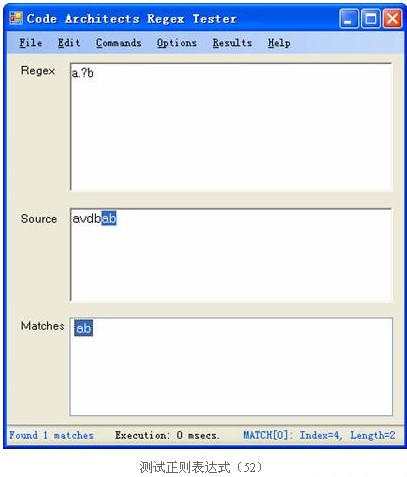 Code Architects Regex Tester
File Edit Commands Options Results Help
Regex a.?b
Source avdbab
Matches ab
Found 1 matches Execution: 0 msecs. MATCH[0]: Index=4, Length=2
测试正则表达式（52）